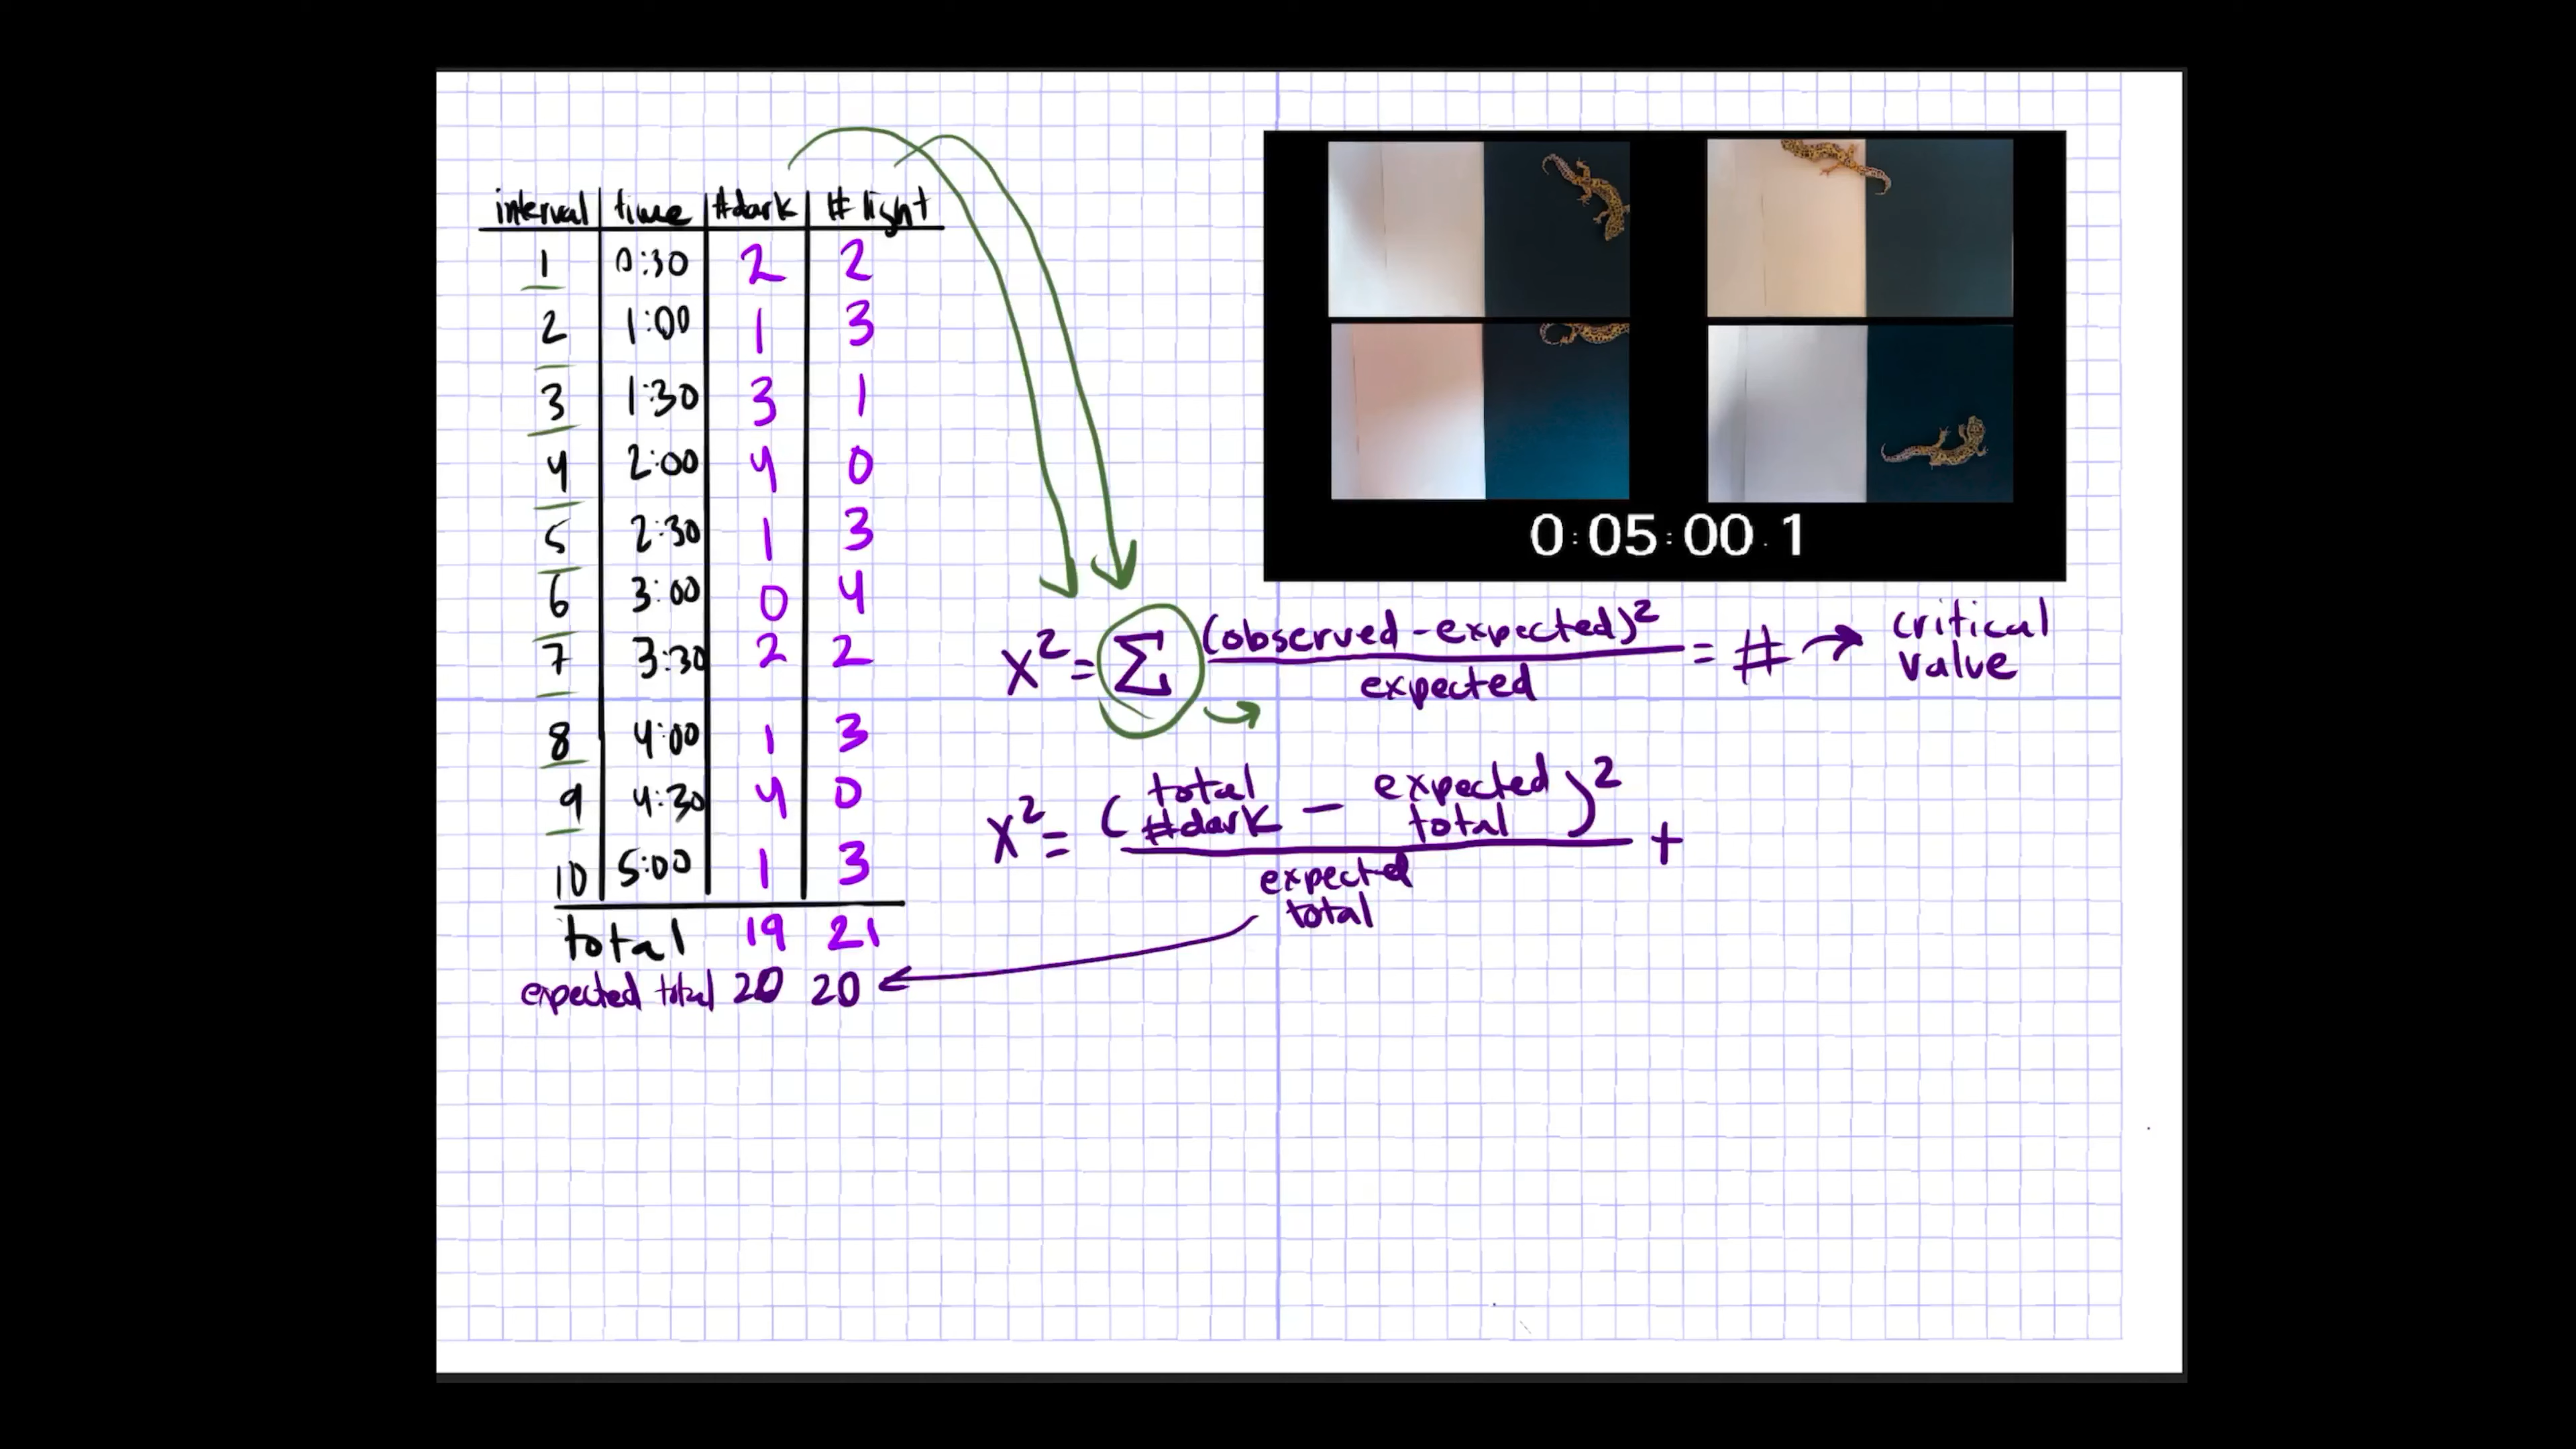 interval time #dark # light
1 0:30 2 2
2 1:00 1 3
3 1:30 3 1
4 2:00 4 0
5 2:30 1 3
6 3:00 0 4
7 3:30 2 2
8 4:00 1 3
9 4:30 4 0
10 5:00 1 3
total 19 21
expected total 20 20
0:05:00.1
X² = Σ (observed - expected)² = # → critical
expected value
X² = (total #dark - expected total)² +
expected
total